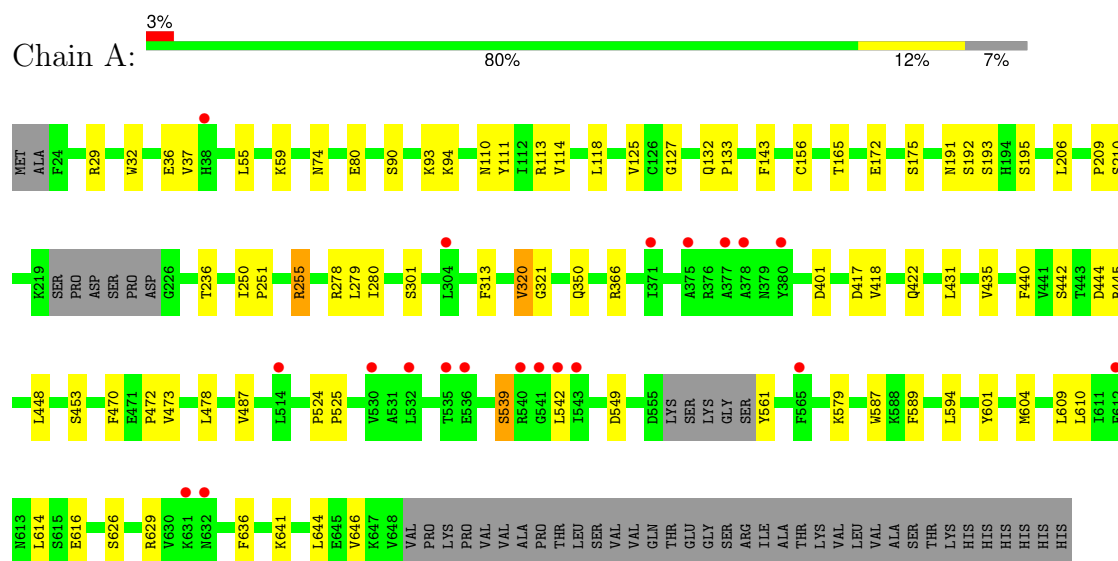 3%
Chain A:
80% 12% 7%
MET ALA F24 R29 W32 E36 V37 H38 L55 K59 N74 E80 S90 K93 K94 N110 Y111 I112 R113 V114 L118 V125 C126 G127 Q132 P133 F143 C156 T165 E172 S175 N191 S192 S193 H194 S195 L206 P209
K219 SER PRO ASP SER PRO ASP G226 T236 I250 P251 R255 R278 L279 I280 S301 L304 F313 V320 G321 Q350 R366 I371 A375 R376 A377 A378 N379 Y380 D401 D417 V418 Q422 L431 V435 F440 V441 S442 T443 D444
L448 S453 F470 E471 P472 V473 L478 V487 L514 P524 P525 V530 A531 L532 T535 E536 S539 R540 G541 L542 I543 D549 D555 LYS SER LYS GLY SER Y561 F565 K579 W587 K588 F589 L594 Y601 M604 L609 L610 I611
N613 L614 S615 E616 S626 R629 V630 K631 N632 F636 K641 L644 E645 V646 K647 V648 VAL PRO LYS PRO VAL VAL ALA PRO THR LEU SER VAL VAL GLN THR GLU GLY SER ARG ILE ALA THR LYS VAL LEU VAL ALA SER THR LYS HIS HIS HIS HIS HIS HIS